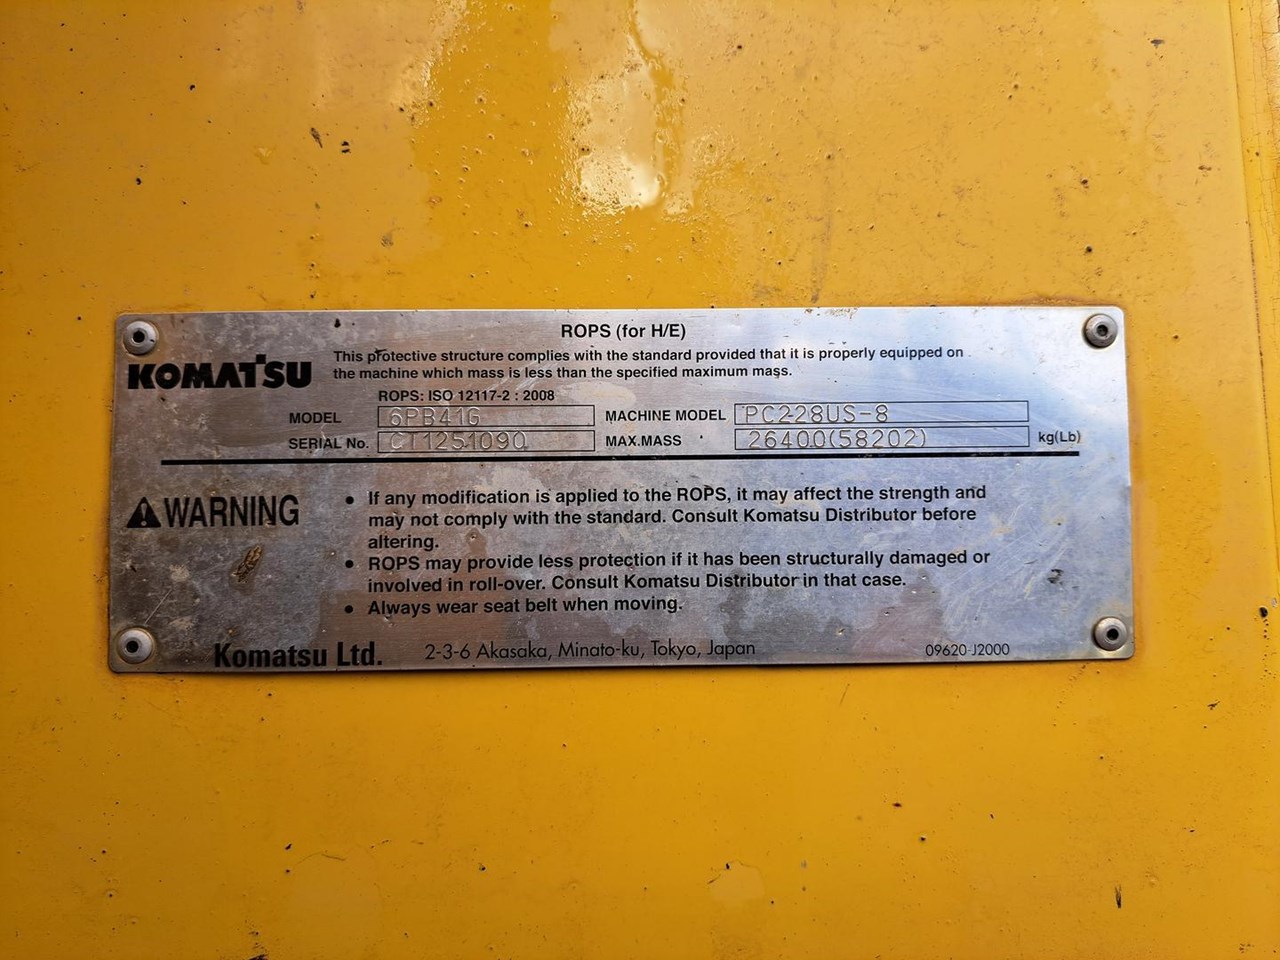 ROPS (for H/E)
KOMATSU
This protective structure complies with the standard provided that it is properly equipped on
the machine which mass is less than the specified maximum mass.
ROPS: ISO 12117-2 : 2008
MODEL 6PB41G MACHINE MODEL PC228US-8
SERIAL No. CT1251090 MAX.MASS 26400(58202) kg(Lb)
WARNING
• If any modification is applied to the ROPS, it may affect the strength and
may not comply with the standard. Consult Komatsu Distributor before
altering.
• ROPS may provide less protection if it has been structurally damaged or
involved in roll-over. Consult Komatsu Distributor in that case.
• Always wear seat belt when moving.
Komatsu Ltd. 2-3-6 Akasaka, Minato-ku, Tokyo, Japan 09620-J2000